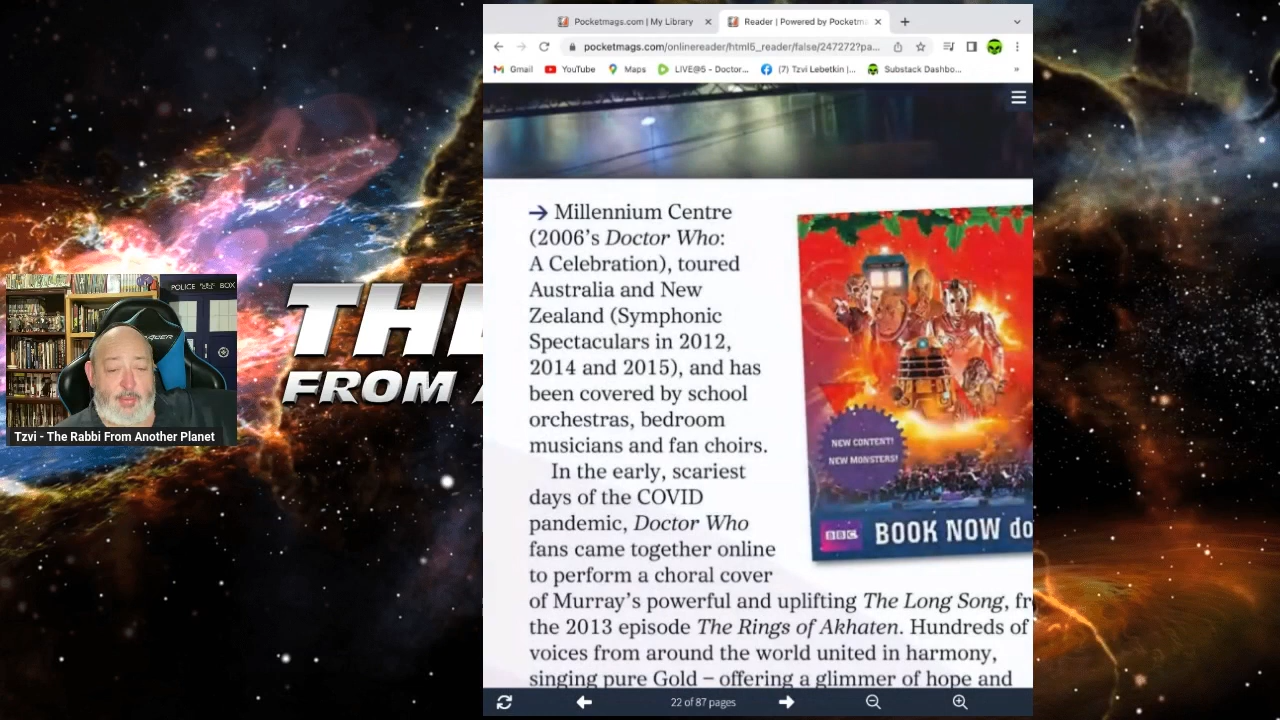 Pocketmags.com | My Library
Reader | Powered by Pocketm
pocketmags.com/onlinereader/html5_reader/false/247272?pa...
Gmail YouTube Maps LIVE@5 - Doctor... (7) Tzvi Lebetkin |... Substack Dashbo... »
→ Millennium Centre
(2006's Doctor Who:
A Celebration), toured
Australia and New
Zealand (Symphonic
Spectaculars in 2012,
2014 and 2015), and has
been covered by school
orchestras, bedroom
musicians and fan choirs.
In the early, scariest
days of the COVID
pandemic, Doctor Who
fans came together online
to perform a choral cover
of Murray's powerful and uplifting The Long Song, fr
the 2013 episode The Rings of Akhaten. Hundreds of
voices from around the world united in harmony,
singing pure Gold – offering a glimmer of hope and
NEW CONTENT!
NEW MONSTERS!
BBC BOOK NOW do
22 of 87 pages
THE
FROM A
POLICE BOX
Tzvi - The Rabbi From Another Planet